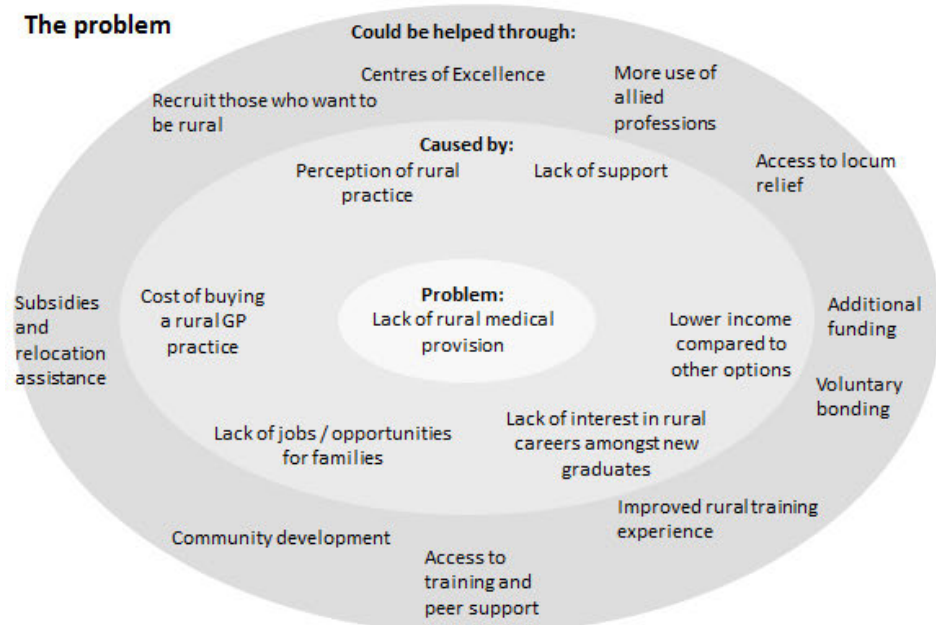 The problem
Could be helped through:
Centres of Excellence
More use of
allied
professions
Recruit those who want to
be rural
Access to locum
relief
Caused by:
Perception of rural
practice
Lack of support
Subsidies
and
relocation
assistance
Cost of buying
a rural GP
practice
Problem:
Lack of rural medical
provision
Lower income
compared to
other options
Additional
funding
Voluntary
bonding
Lack of jobs / opportunities
for families
Lack of interest in rural
careers amongst new
graduates
Improved rural training
experience
Community development
Access to
training and
peer support